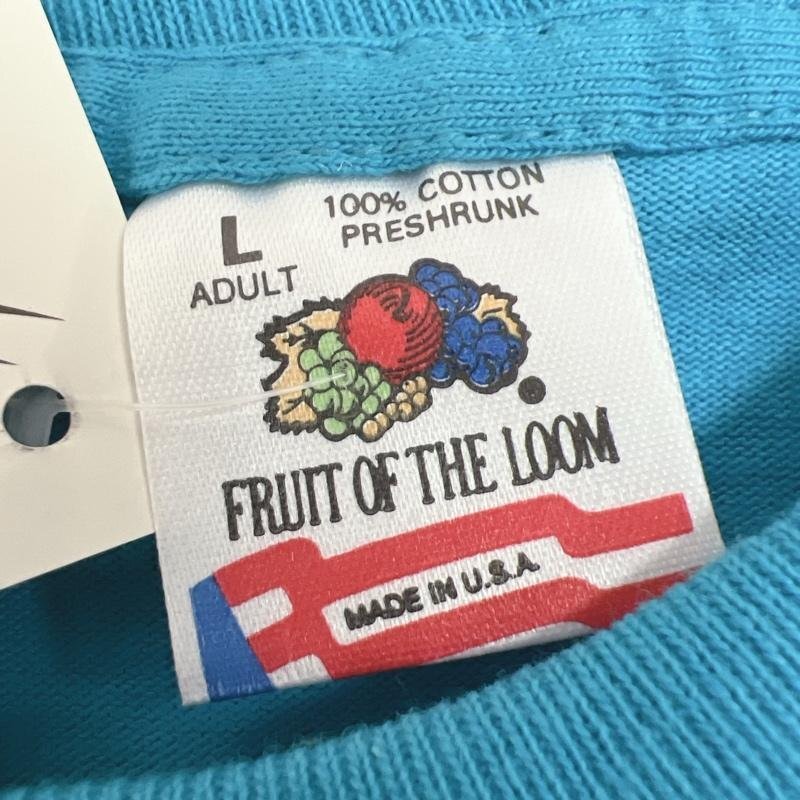 L
ADULT
100% COTTON
PRESHRUNK
FRUIT OF THE LOOM
MADE IN U.S.A.